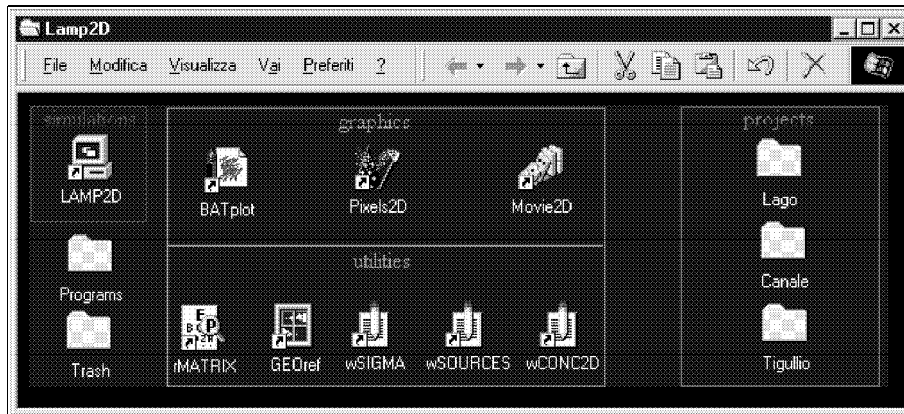 Lamp2D
File Modifica Visualizza Vai Preferiti ?
simulations graphics projects
LAMP2D BATplot Pixels2D Movie2D Lago
utilities
Programs Canale
rMATRIX GEOref wSIGMA wSOURCES wCONC2D
Trash Tigullio